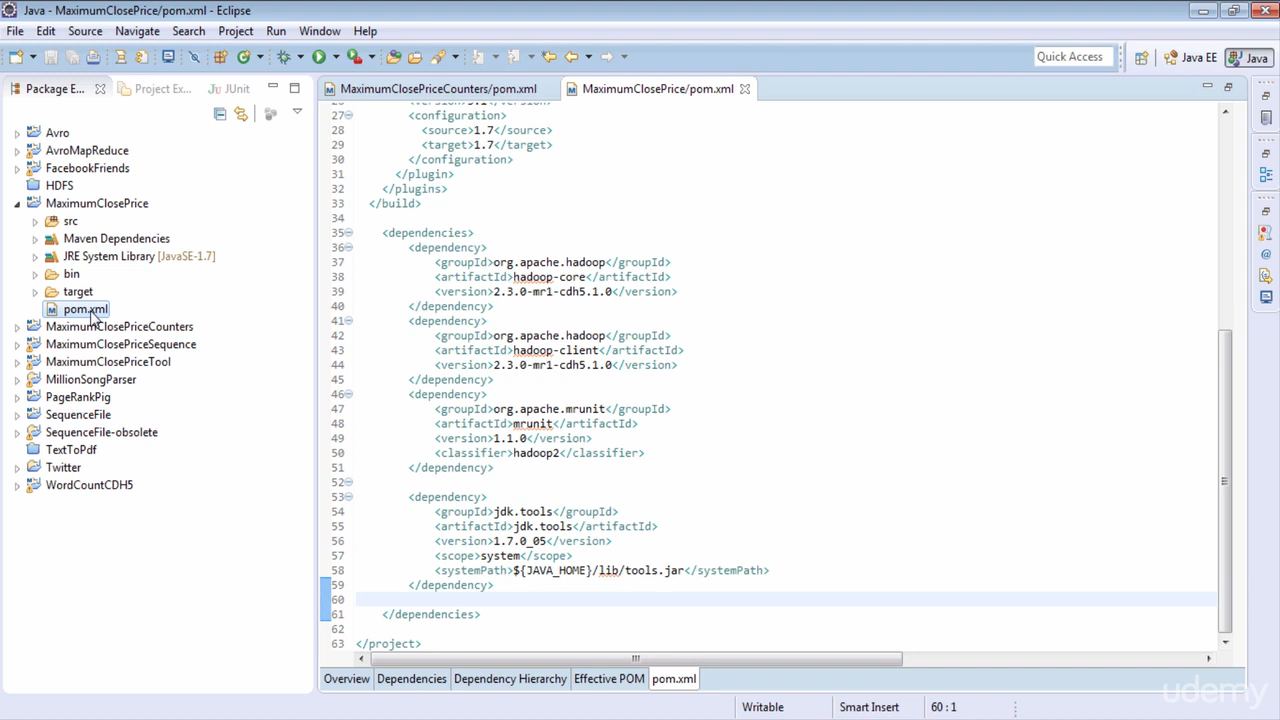 Java - MaximumClosePrice/pom.xml - Eclipse
File Edit Source Navigate Search Project Run Window Help
Quick Access
Java EE
Java
Package E...
Project Ex...
JUnit
MaximumClosePriceCounters/pom.xml
MaximumClosePrice/pom.xml
Avro
AvroMapReduce
FacebookFriends
HDFS
MaximumClosePrice
src
Maven Dependencies
JRE System Library [JavaSE-1.7]
bin
target
pom.xml
MaximumClosePriceCounters
MaximumClosePriceSequence
MaximumClosePriceTool
MillionSongParser
PageRankPig
SequenceFile
SequenceFile-obsolete
TextToPdf
Twitter
WordCountCDH5
27 <configuration>
28 <source>1.7</source>
29 <target>1.7</target>
30 </configuration>
31 </plugin>
32 </plugins>
33 </build>
34
35 <dependencies>
36 <dependency>
37 <groupId>org.apache.hadoop</groupId>
38 <artifactId>hadoop-core</artifactId>
39 <version>2.3.0-mr1-cdh5.1.0</version>
40 </dependency>
41 <dependency>
42 <groupId>org.apache.hadoop</groupId>
43 <artifactId>hadoop-client</artifactId>
44 <version>2.3.0-mr1-cdh5.1.0</version>
45 </dependency>
46 <dependency>
47 <groupId>org.apache.mrunit</groupId>
48 <artifactId>mrunit</artifactId>
49 <version>1.1.0</version>
50 <classifier>hadoop2</classifier>
51 </dependency>
52
53 <dependency>
54 <groupId>jdk.tools</groupId>
55 <artifactId>jdk.tools</artifactId>
56 <version>1.7.0_05</version>
57 <scope>system</scope>
58 <systemPath>${JAVA_HOME}/lib/tools.jar</systemPath>
59 </dependency>
60
61 </dependencies>
62
63 </project>
Overview Dependencies Dependency Hierarchy Effective POM pom.xml
Writable Smart Insert 60 : 1
udemy